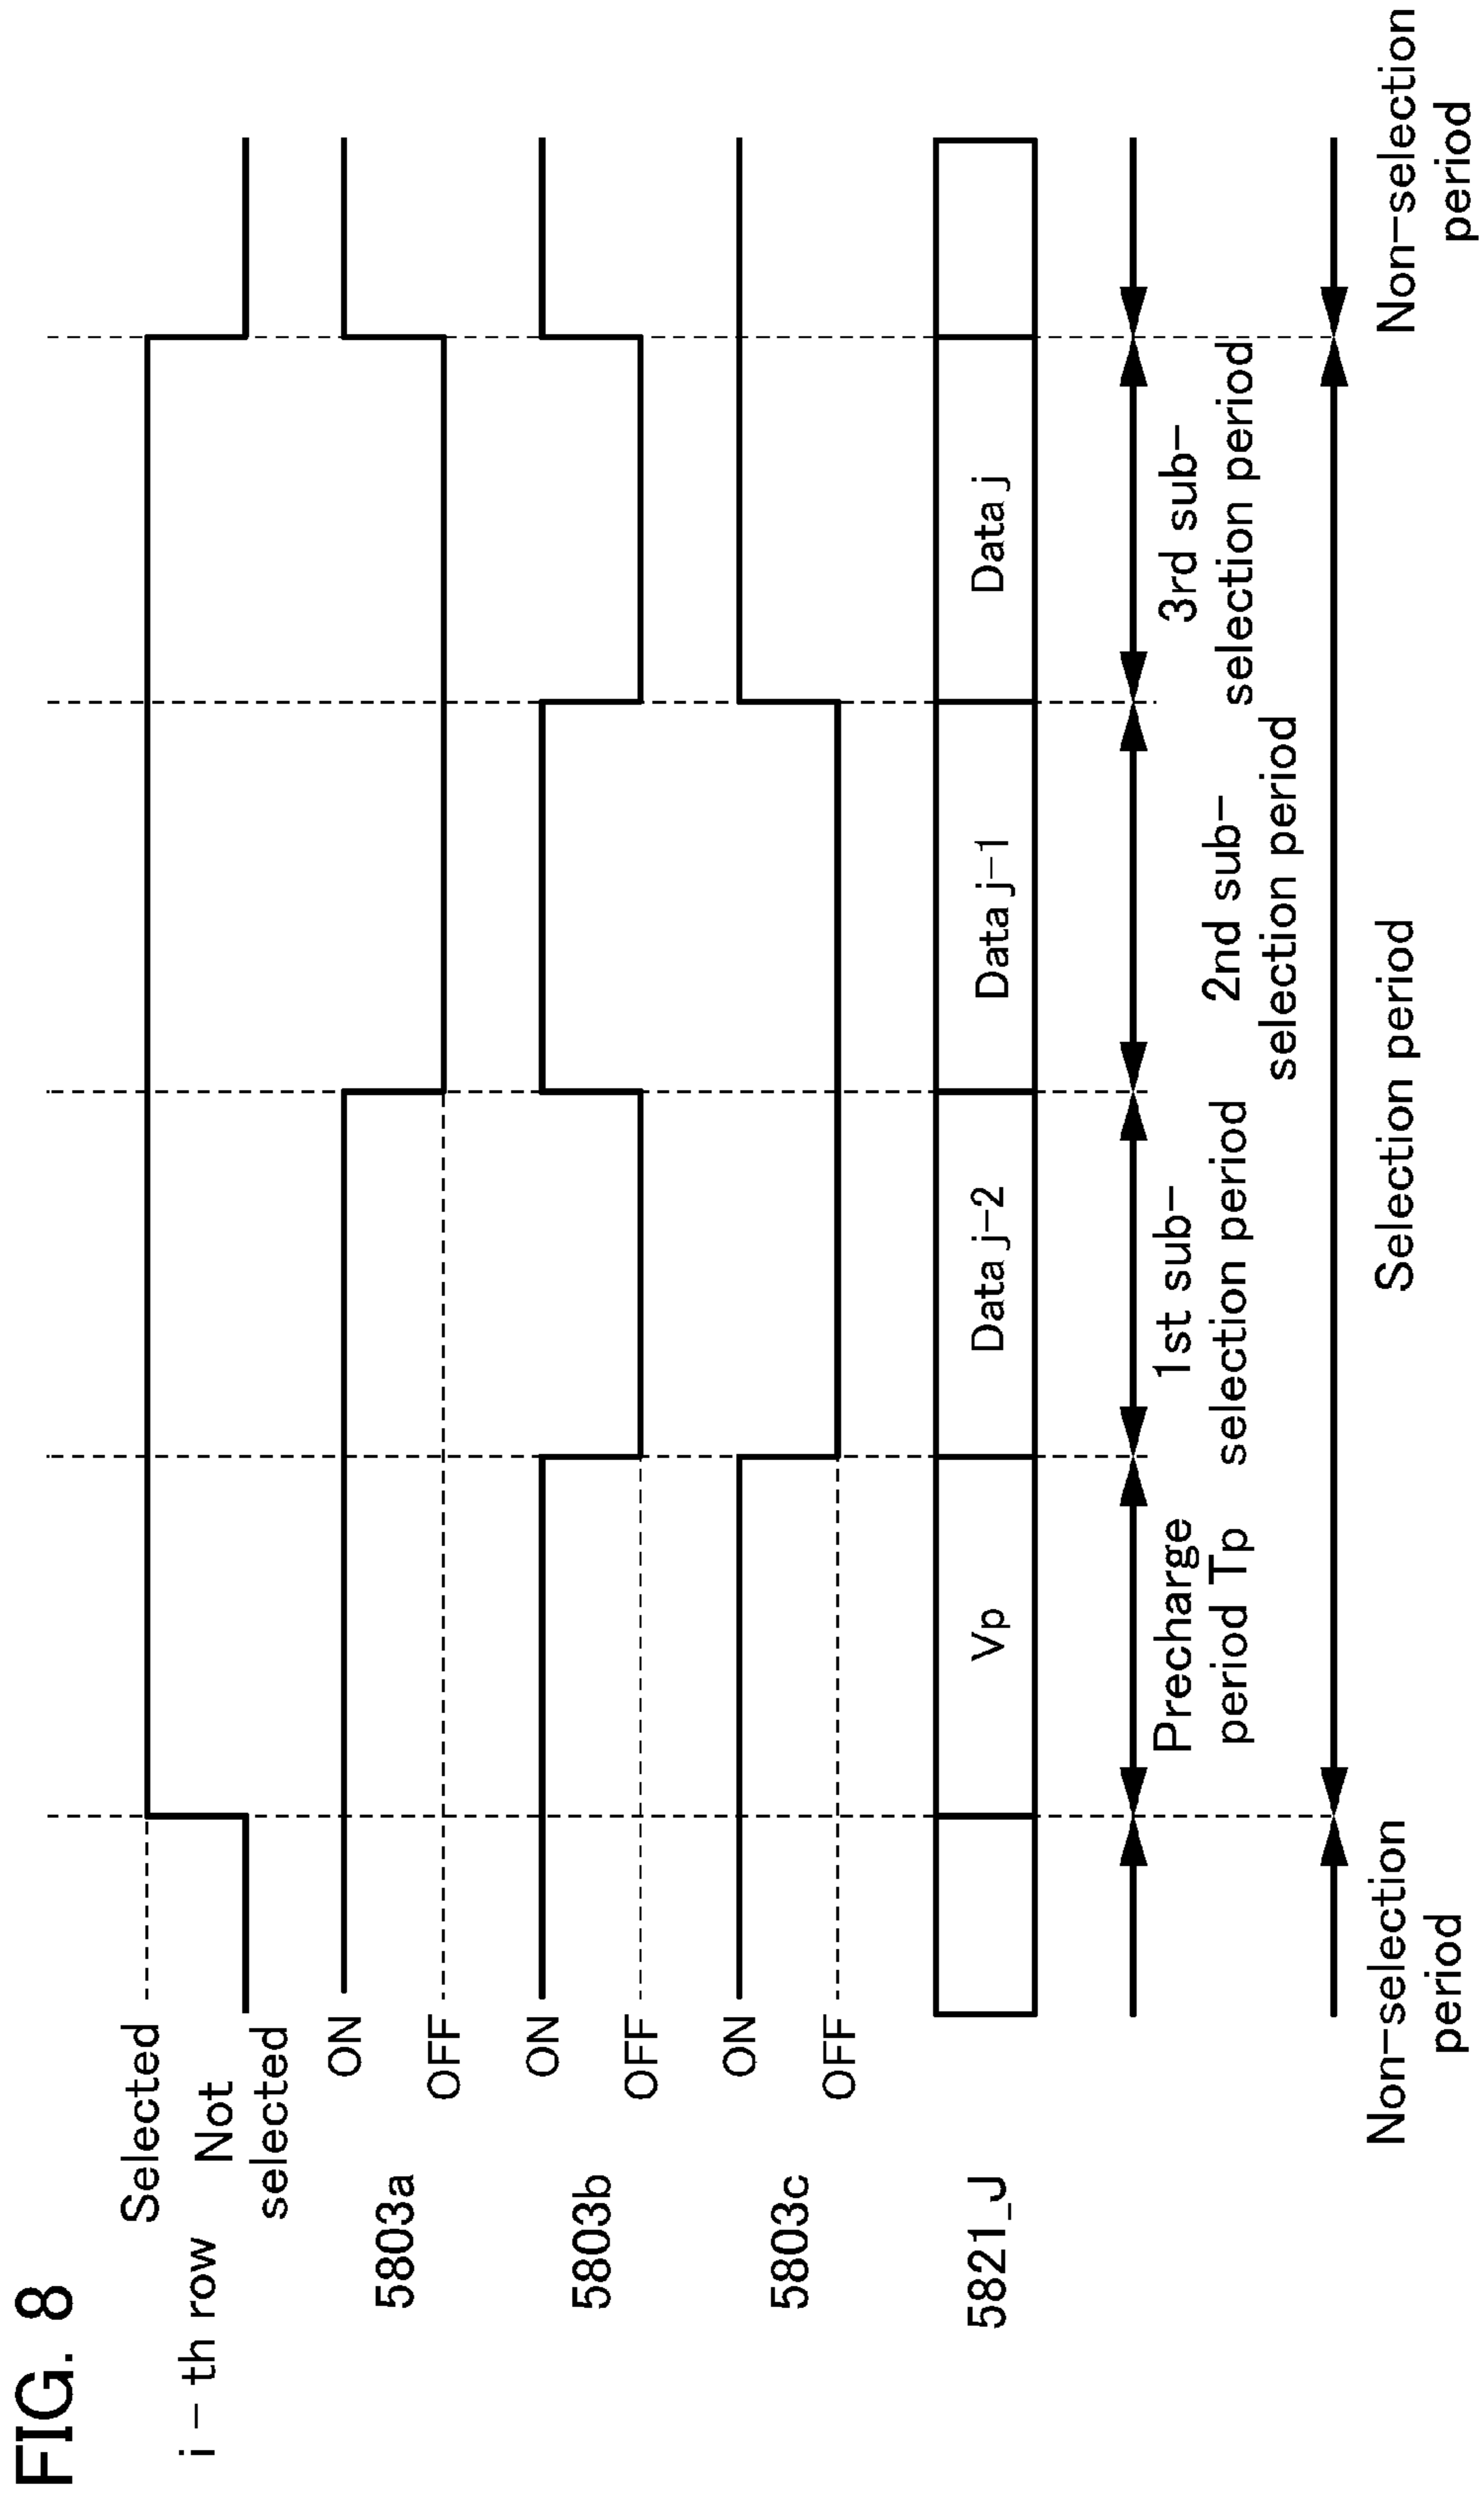 FIG. 8
i-th row
Selected
Not
selected
5803a
ON
OFF
5803b
ON
OFF
5803c
ON
OFF
5821_J
Vp
Data j-2
Data j-1
Data j
Precharge
period Tp
1st sub-
selection period
2nd sub-
selection period
3rd sub-
selection period
Non-selection
period
Selection period
Non-selection
period